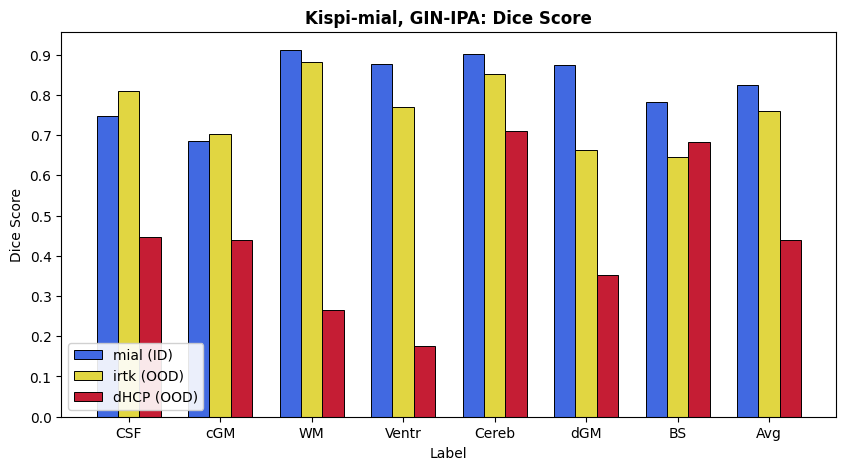 Kispi-mial, GIN-IPA: Dice Score
Dice Score
0.9
0.8
0.7
0.6
0.5
0.4
0.3
0.2
0.1
0.0
mial (ID)
irtk (OOD)
dHCP (OOD)
CSF cGM WM Ventr Cereb dGM BS Avg
Label